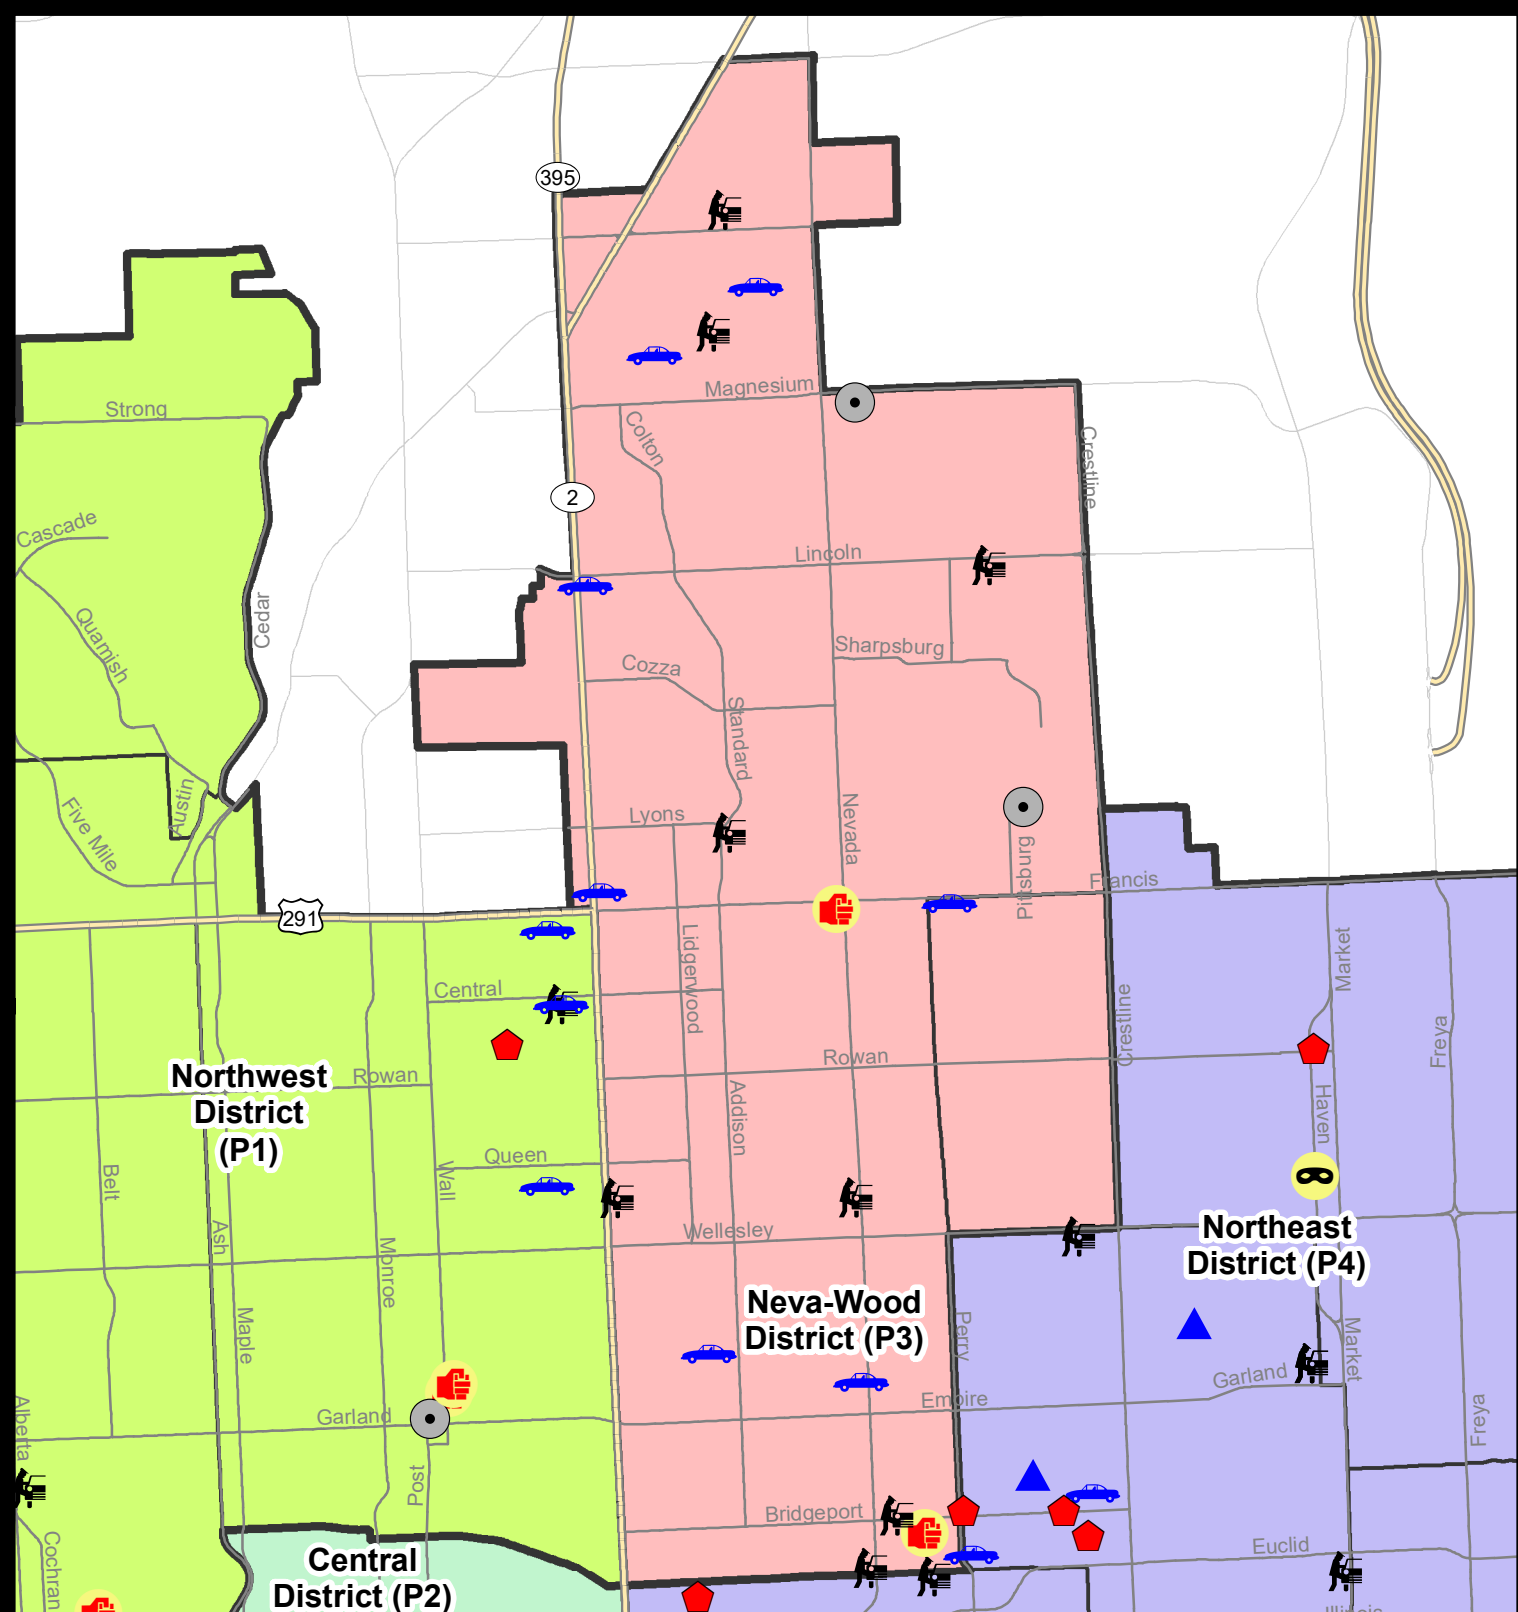 395
Strong
Magnesium
Colton
Crestline
2
Cascade
Lincoln
Quamish
Cedar
Sharpsburg
Cozza
Standard
Five Mile
Austin
Lyons
Nevada
Pittsburg
Francis
291
Lidgerwood
Market
Central
Crestline
Freya
Rowan
Rowan
Northwest
District
(P1)
Addison
Haven
Belt
Wall
Queen
Ash
Monroe
Wellesley
Northeast
District (P4)
Maple
Neva-Wood
District (P3)
Perry
Market
Garland
Empire
Alberta
Garland
Freya
Post
Bridgeport
Cochran
Euclid
Central
District (P2)
Illinois